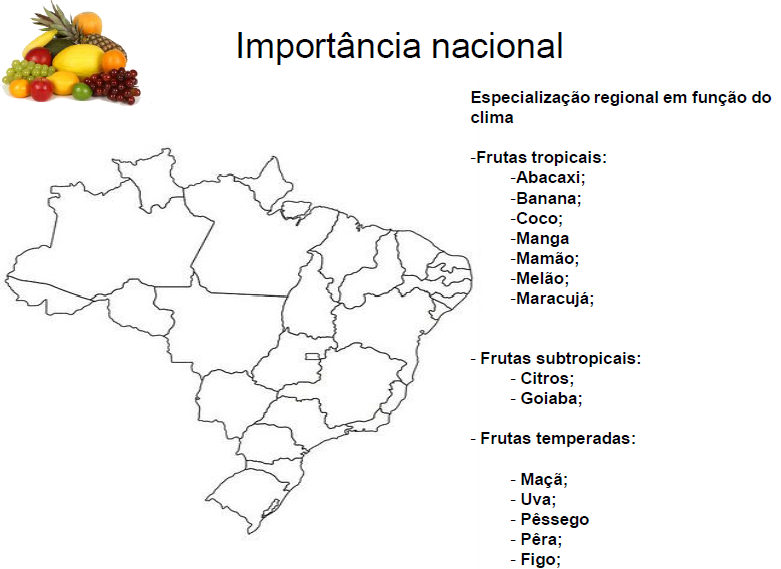 Importância nacional
Especialização regional em função do
clima
-Frutas tropicais:
-Abacaxi;
-Banana;
-Coco;
-Manga
-Mamão;
-Melão;
-Maracujá;
- Frutas subtropicais:
- Citros;
- Goiaba;
- Frutas temperadas:
- Maçã;
- Uva;
- Pêssego
- Pêra;
- Figo;